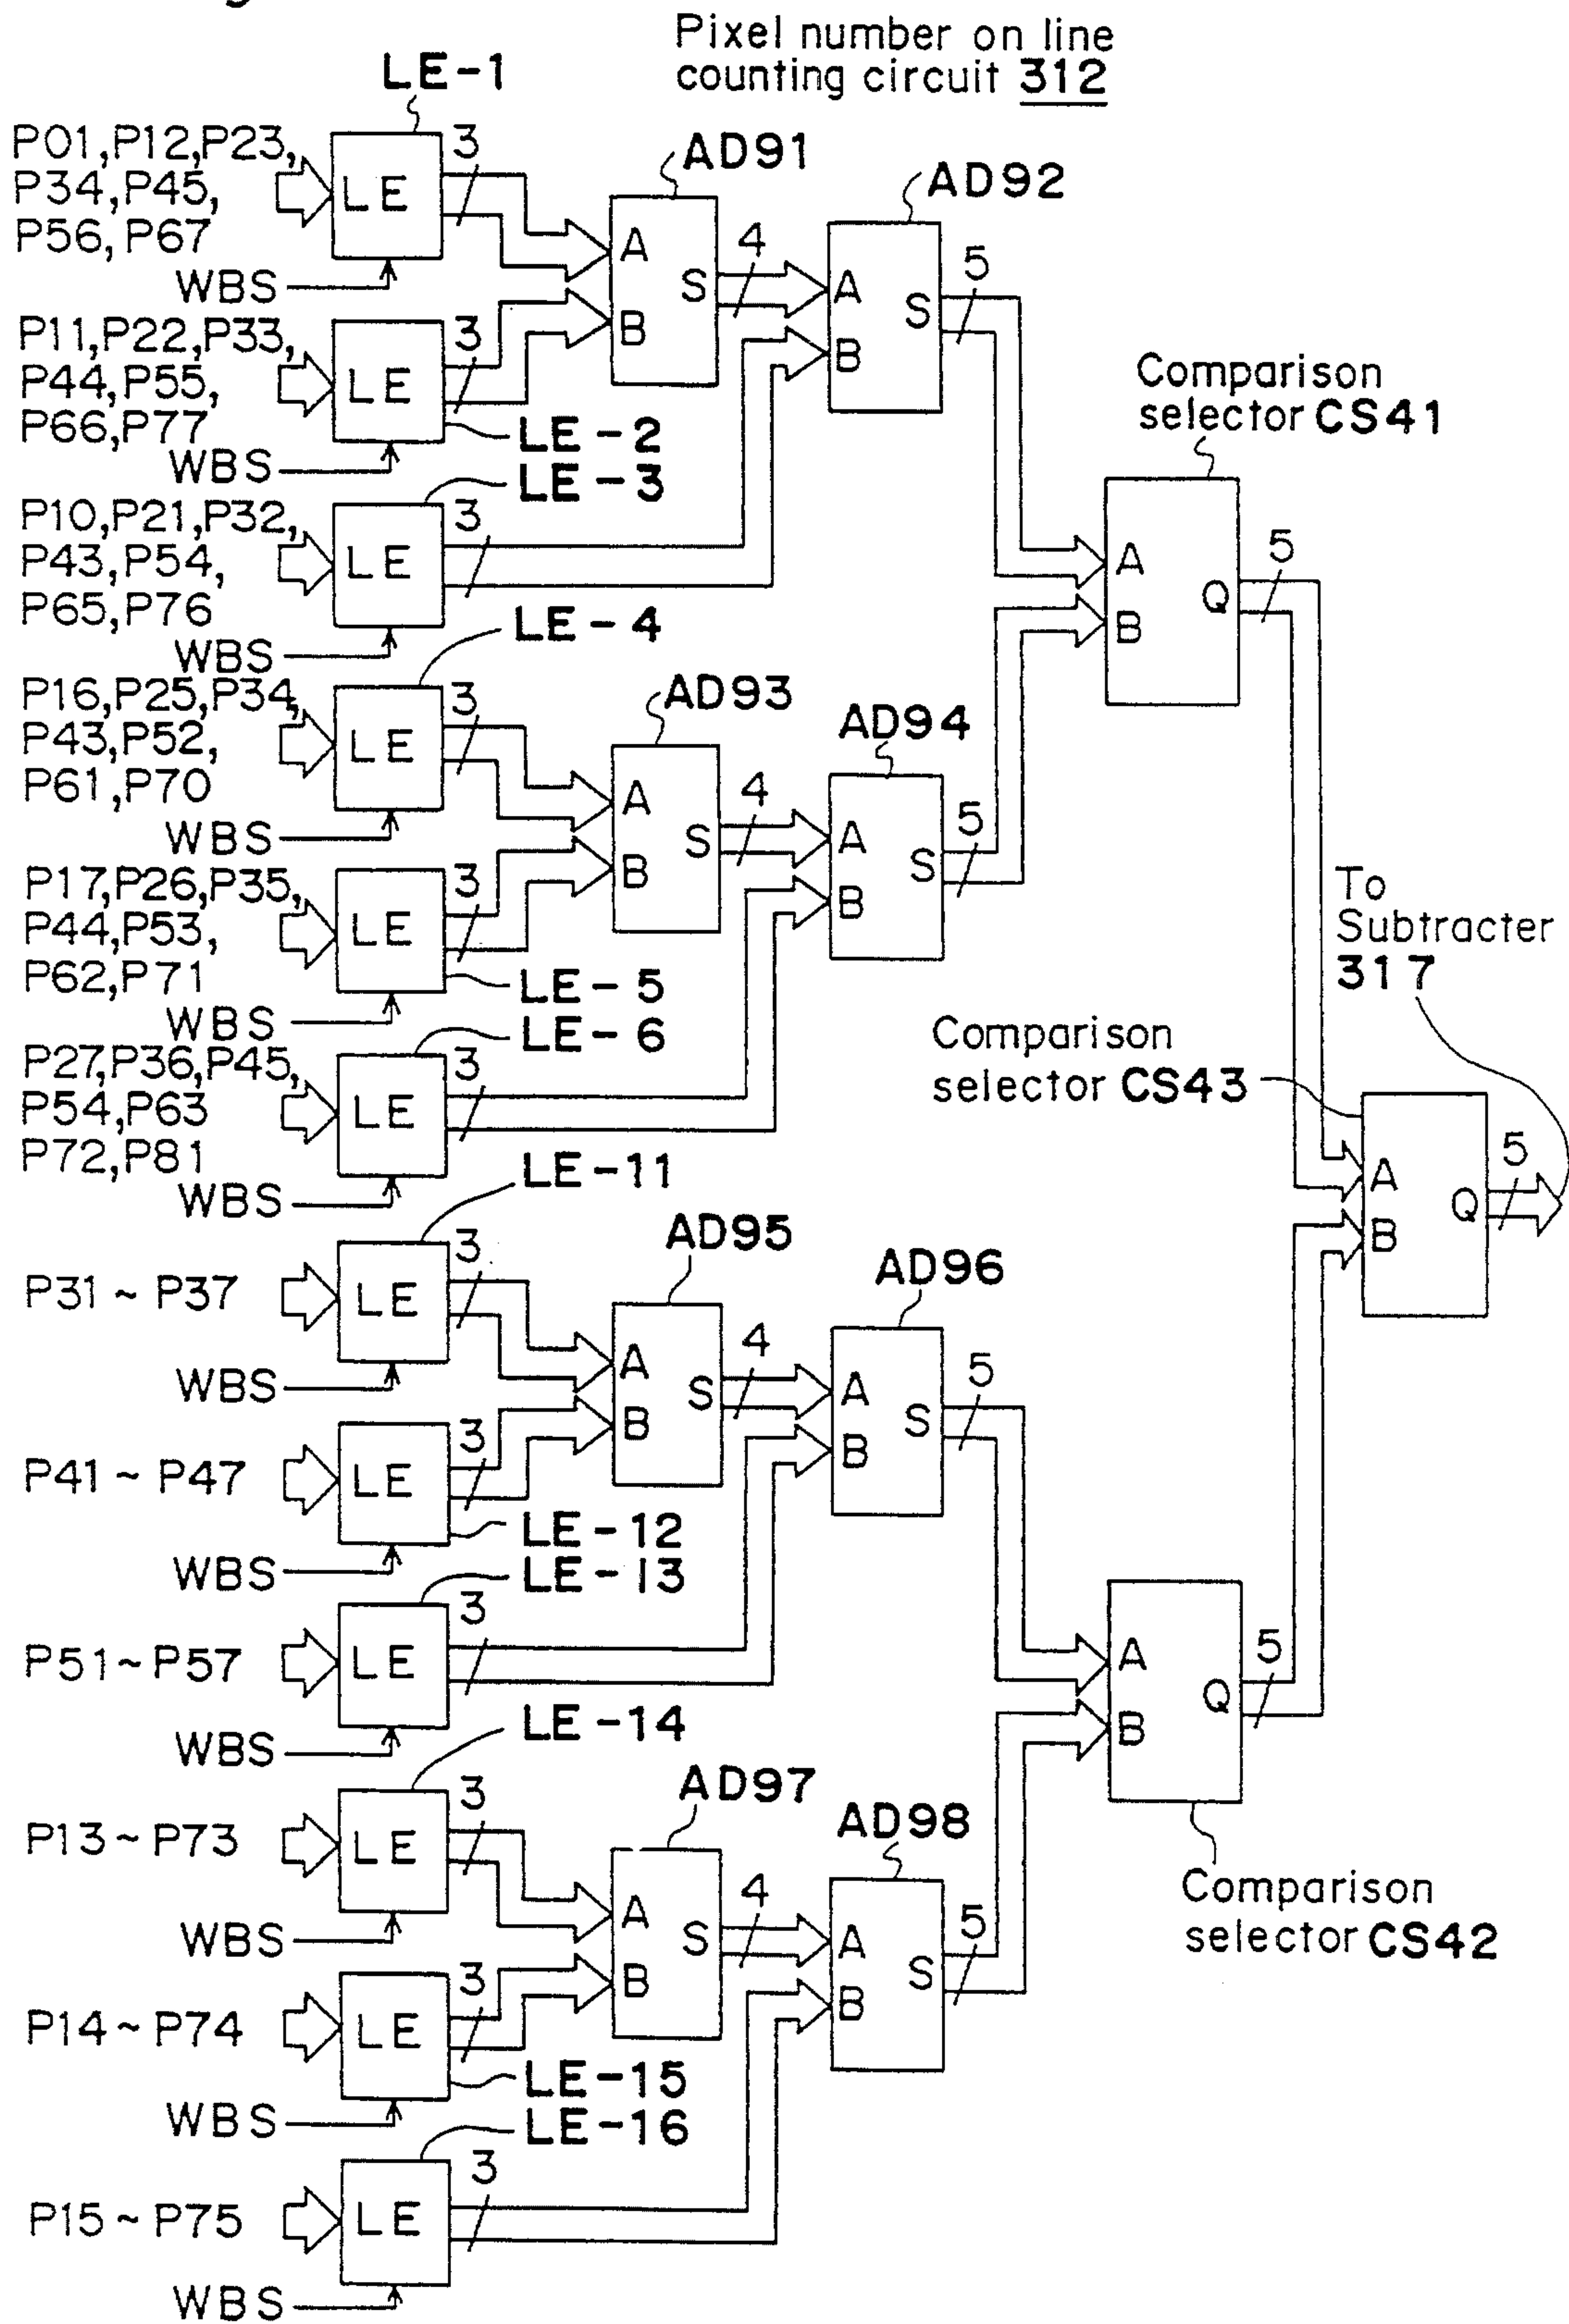 Pixel number on line
counting circuit 312
LE-1
P01,P12,P23,
P34,P45,
P56,P67
LE
3
WBS
AD91
A
B
S
4
AD92
A
B
S
5
P11,P22,P33,
P44,P55,
P66,P77
LE
3
WBS
LE-2
LE-3
P10,P21,P32,
P43,P54,
P65,P76
LE
3
WBS
Comparison
selector CS41
A
B
Q
5
LE-4
P16,P25,P34,
P43,P52,
P61,P70
LE
3
WBS
AD93
A
B
S
4
AD94
A
B
S
5
P17,P26,P35,
P44,P53,
P62,P71
LE
3
WBS
LE-5
LE-6
P27,P36,P45,
P54,P63
P72,P81
LE
3
WBS
To
Subtracter
317
Comparison
selector CS43
A
B
Q
5
LE-11
P31~P37
LE
3
WBS
AD95
A
B
S
4
AD96
A
B
S
5
P41~P47
LE
3
WBS
LE-12
LE-13
P51~P57
LE
3
WBS
A
B
Q
5
Comparison
selector CS42
LE-14
P13~P73
LE
3
WBS
AD97
A
B
S
4
AD98
A
B
S
5
P14~P74
LE
3
WBS
LE-15
LE-16
P15~P75
LE
3
WBS